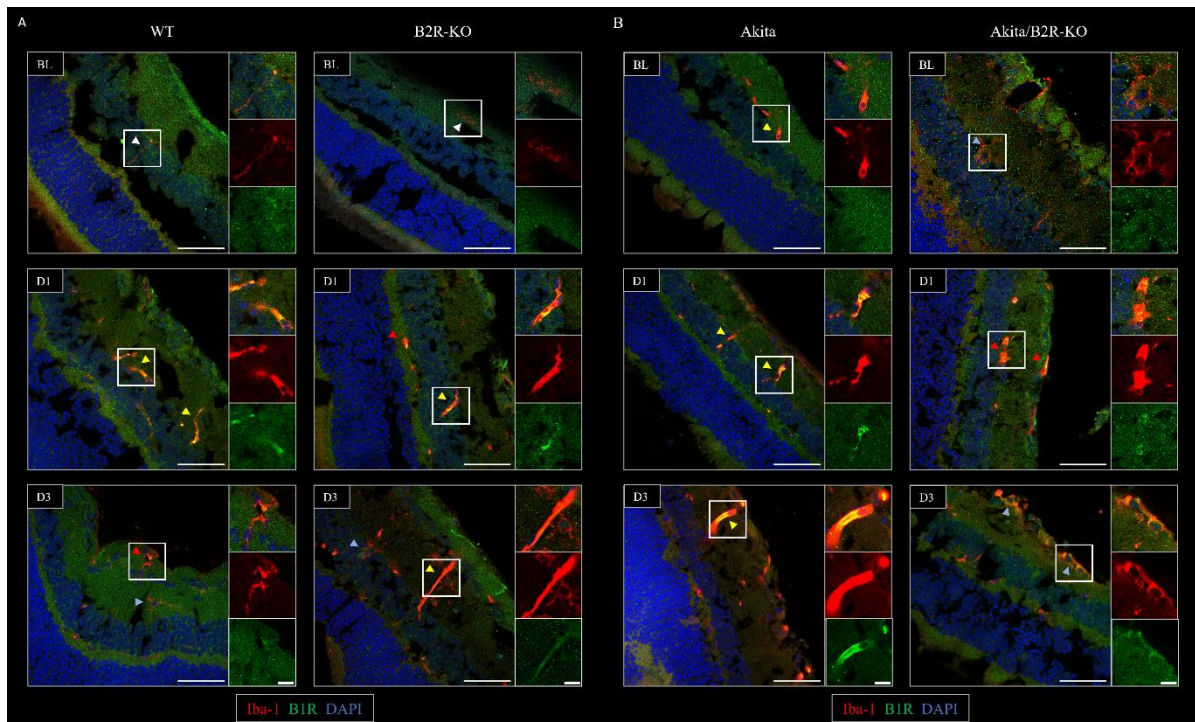 A
B
WT
B2R-KO
Akita
Akita/B2R-KO
BL
BL
BL
BL
D1
D1
D1
D1
D3
D3
D3
D3
Iba-1 B1R DAPI
Iba-1 B1R DAPI